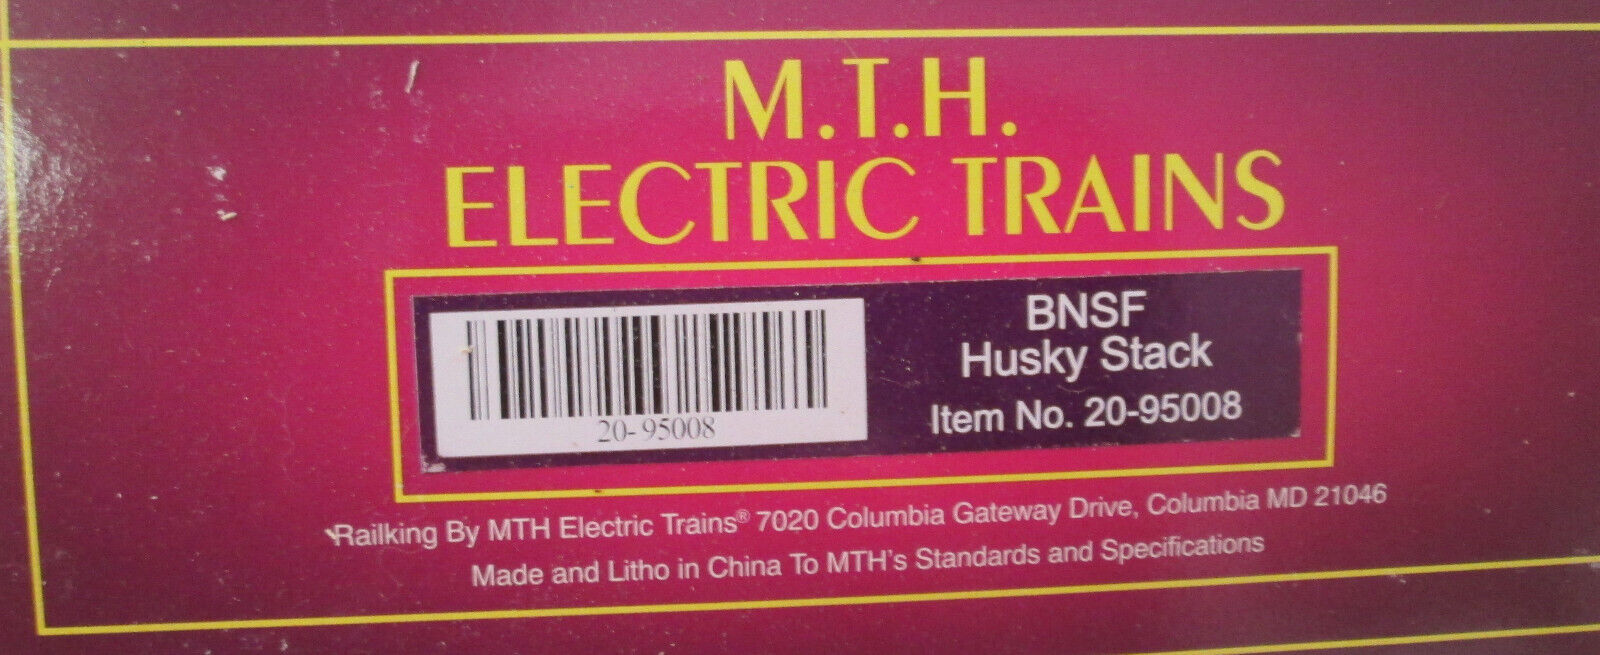 M.T.H.
ELECTRIC TRAINS
20-95008
BNSF
Husky Stack
Item No. 20-95008
Railking By MTH Electric Trains® 7020 Columbia Gateway Drive, Columbia MD 21046
Made and Litho in China To MTH's Standards and Specifications